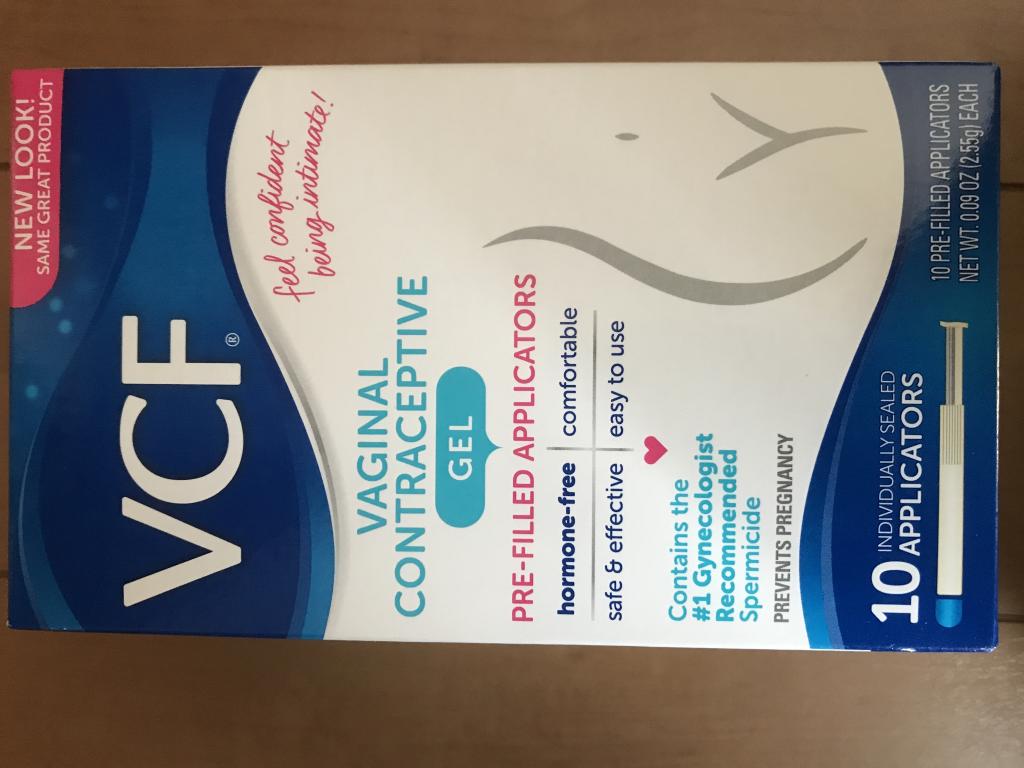 NEW LOOK!
SAME GREAT PRODUCT
VCF®
feel confident
being intimate!
VAGINAL
CONTRACEPTIVE
GEL
PRE-FILLED APPLICATORS
hormone-free comfortable
safe & effective easy to use
Contains the
#1 Gynecologist
Recommended
Spermicide
PREVENTS PREGNANCY
10 INDIVIDUALLY SEALED
APPLICATORS
10 PRE-FILLED APPLICATORS
NET WT. 0.09 OZ (2.55g) EACH